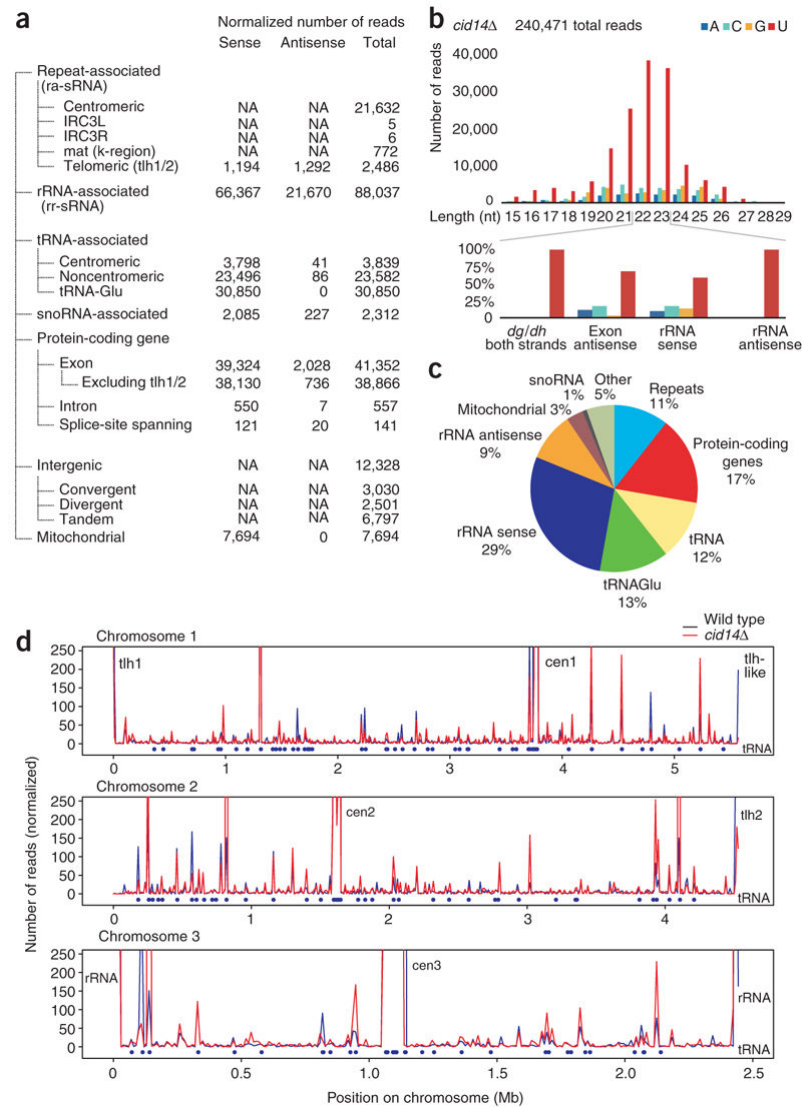 a
Normalized number of reads
Sense Antisense Total
Repeat-associated
(ra-sRNA)
Centromeric NA NA 21,632
IRC3L NA NA 5
IRC3R NA NA 6
mat (k-region) NA NA 772
Telomeric (tlh1/2) 1,194 1,292 2,486
rRNA-associated 66,367 21,670 88,037
(rr-sRNA)
tRNA-associated
Centromeric 3,798 41 3,839
Noncentromeric 23,496 86 23,582
tRNA-Glu 30,850 0 30,850
snoRNA-associated 2,085 227 2,312
Protein-coding gene
Exon 39,324 2,028 41,352
Excluding tlh1/2 38,130 736 38,866
Intron 550 7 557
Splice-site spanning 121 20 141
Intergenic NA NA 12,328
Convergent NA NA 3,030
Divergent NA NA 2,501
Tandem NA NA 6,797
Mitochondrial 7,694 0 7,694
b
cid14Δ 240,471 total reads
A C G U
Number of reads
40,000
30,000
20,000
10,000
0
Length (nt) 15 16 17 18 19 20 21 22 23 24 25 26 27 28 29
100%
75%
50%
25%
0
dg/dh
both strands
Exon
antisense
rRNA
sense
rRNA
antisense
c
snoRNA
1%
Other
5%
Repeats
11%
Mitochondrial 3%
rRNA antisense
9%
Protein-coding
genes
17%
rRNA sense
29%
tRNA
12%
tRNAGlu
13%
d
Wild type
cid14Δ
Number of reads (normalized)
Chromosome 1
250
200
150
100
50
0
tlh1
cen1
tlh-
like
tRNA
0 1 2 3 4 5
Chromosome 2
250
200
150
100
50
0
cen2
tlh2
tRNA
0 1 2 3 4
Chromosome 3
250
200
150
100
50
0
rRNA
cen3
rRNA
tRNA
0 0.5 1.0 1.5 2.0 2.5
Position on chromosome (Mb)